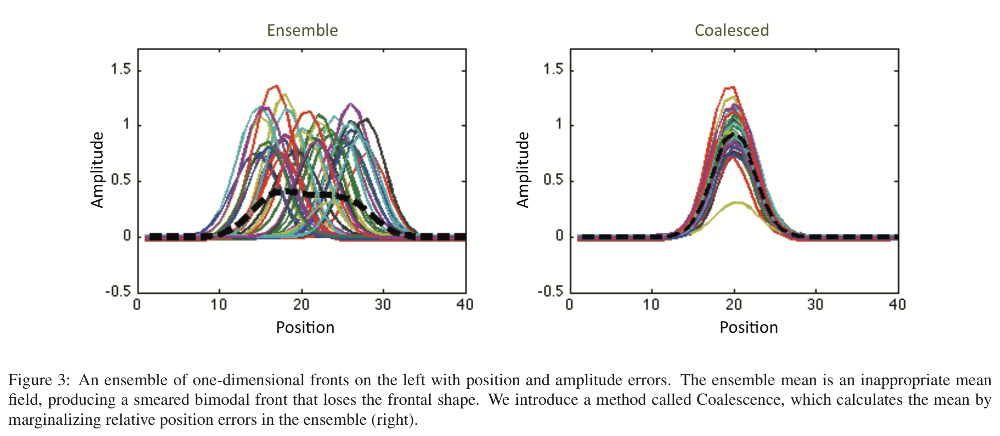 Ensemble
Coalesced
1.5
1
0.5
0
-0.5
0 10 20 30 40
Amplitude
Position
1.5
1
0.5
0
-0.5
0 10 20 30 40
Amplitude
Position
Figure 3: An ensemble of one-dimensional fronts on the left with position and amplitude errors. The ensemble mean is an inappropriate mean
field, producing a smeared bimodal front that loses the frontal shape. We introduce a method called Coalescence, which calculates the mean by
marginalizing relative position errors in the ensemble (right).